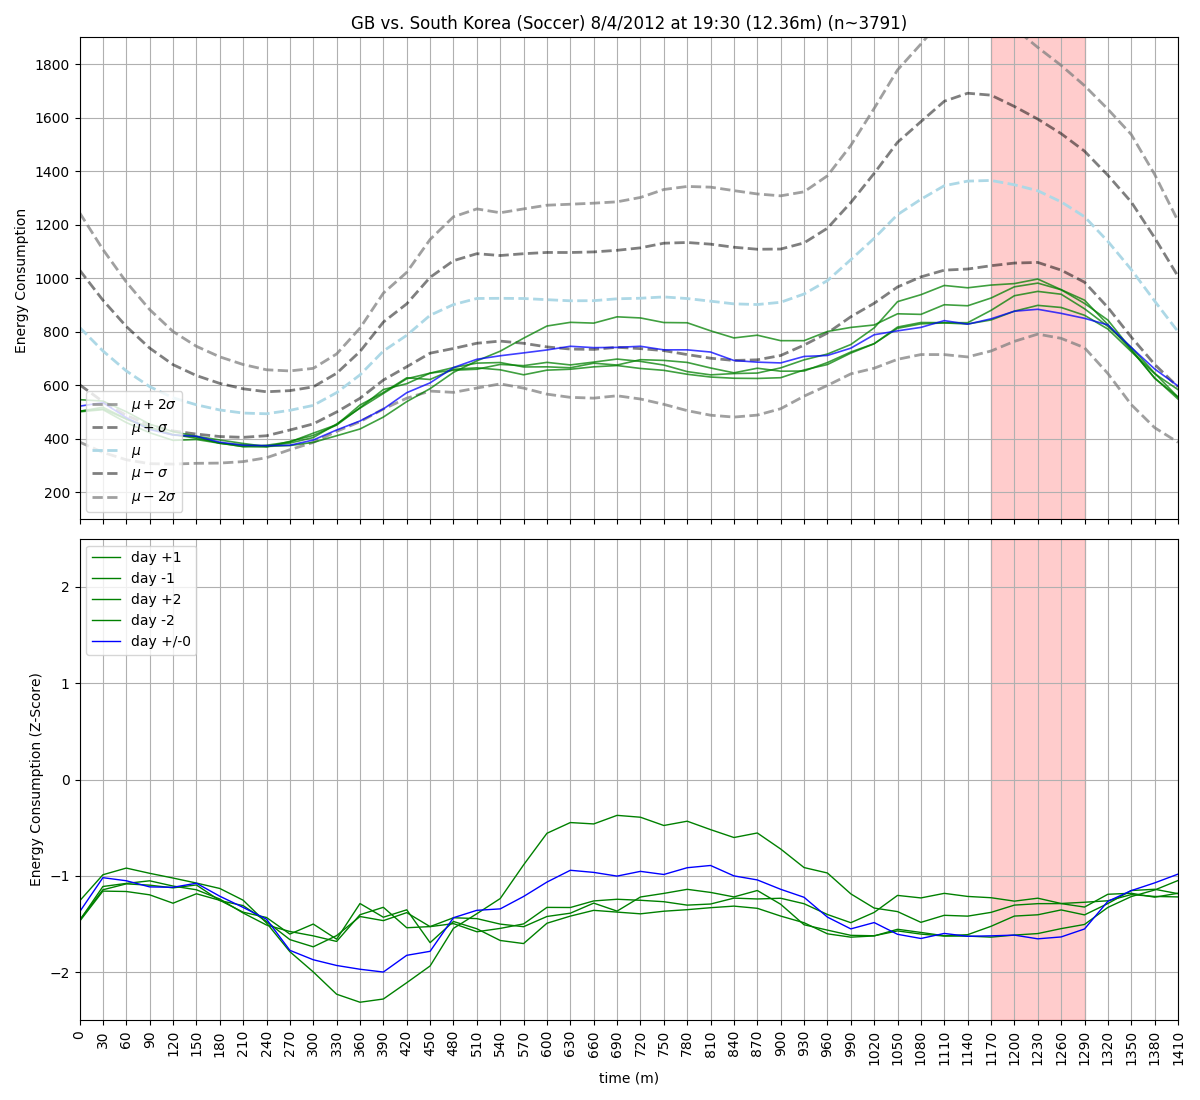 GB vs. South Korea (Soccer) 8/4/2012 at 19:30 (12.36m) (n~3791)
Energy Consumption
1800
1600
1400
1200
1000
800
600
400
200
μ + 2σ
μ + σ
μ
μ − σ
μ − 2σ
Energy Consumption (Z-Score)
2
1
0
−1
−2
day +1
day -1
day +2
day -2
day +/-0
0 30 60 90 120 150 180 210 240 270 300 330 360 390 420 450 480 510 540 570 600 630 660 690 720 750 780 810 840 870 900 930 960 990 1020 1050 1080 1110 1140 1170 1200 1230 1260 1290 1320 1350 1380 1410
time (m)